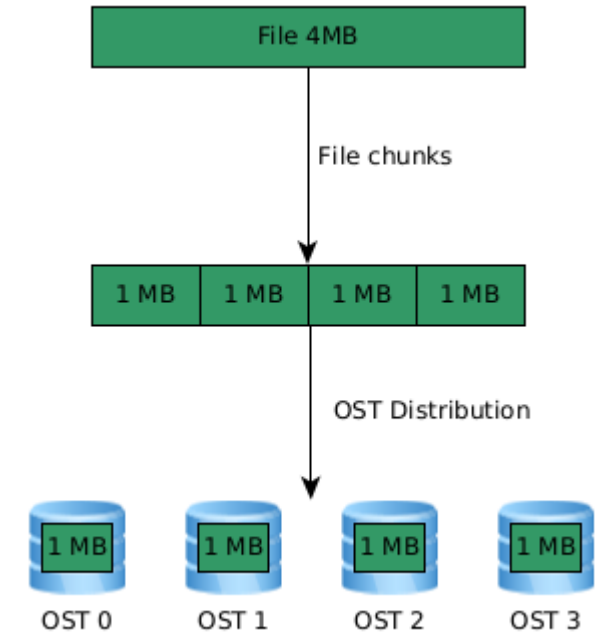 File 4MB
File chunks
1 MB 1 MB 1 MB 1 MB
OST Distribution
1 MB 1 MB 1 MB 1 MB
OST 0 OST 1 OST 2 OST 3